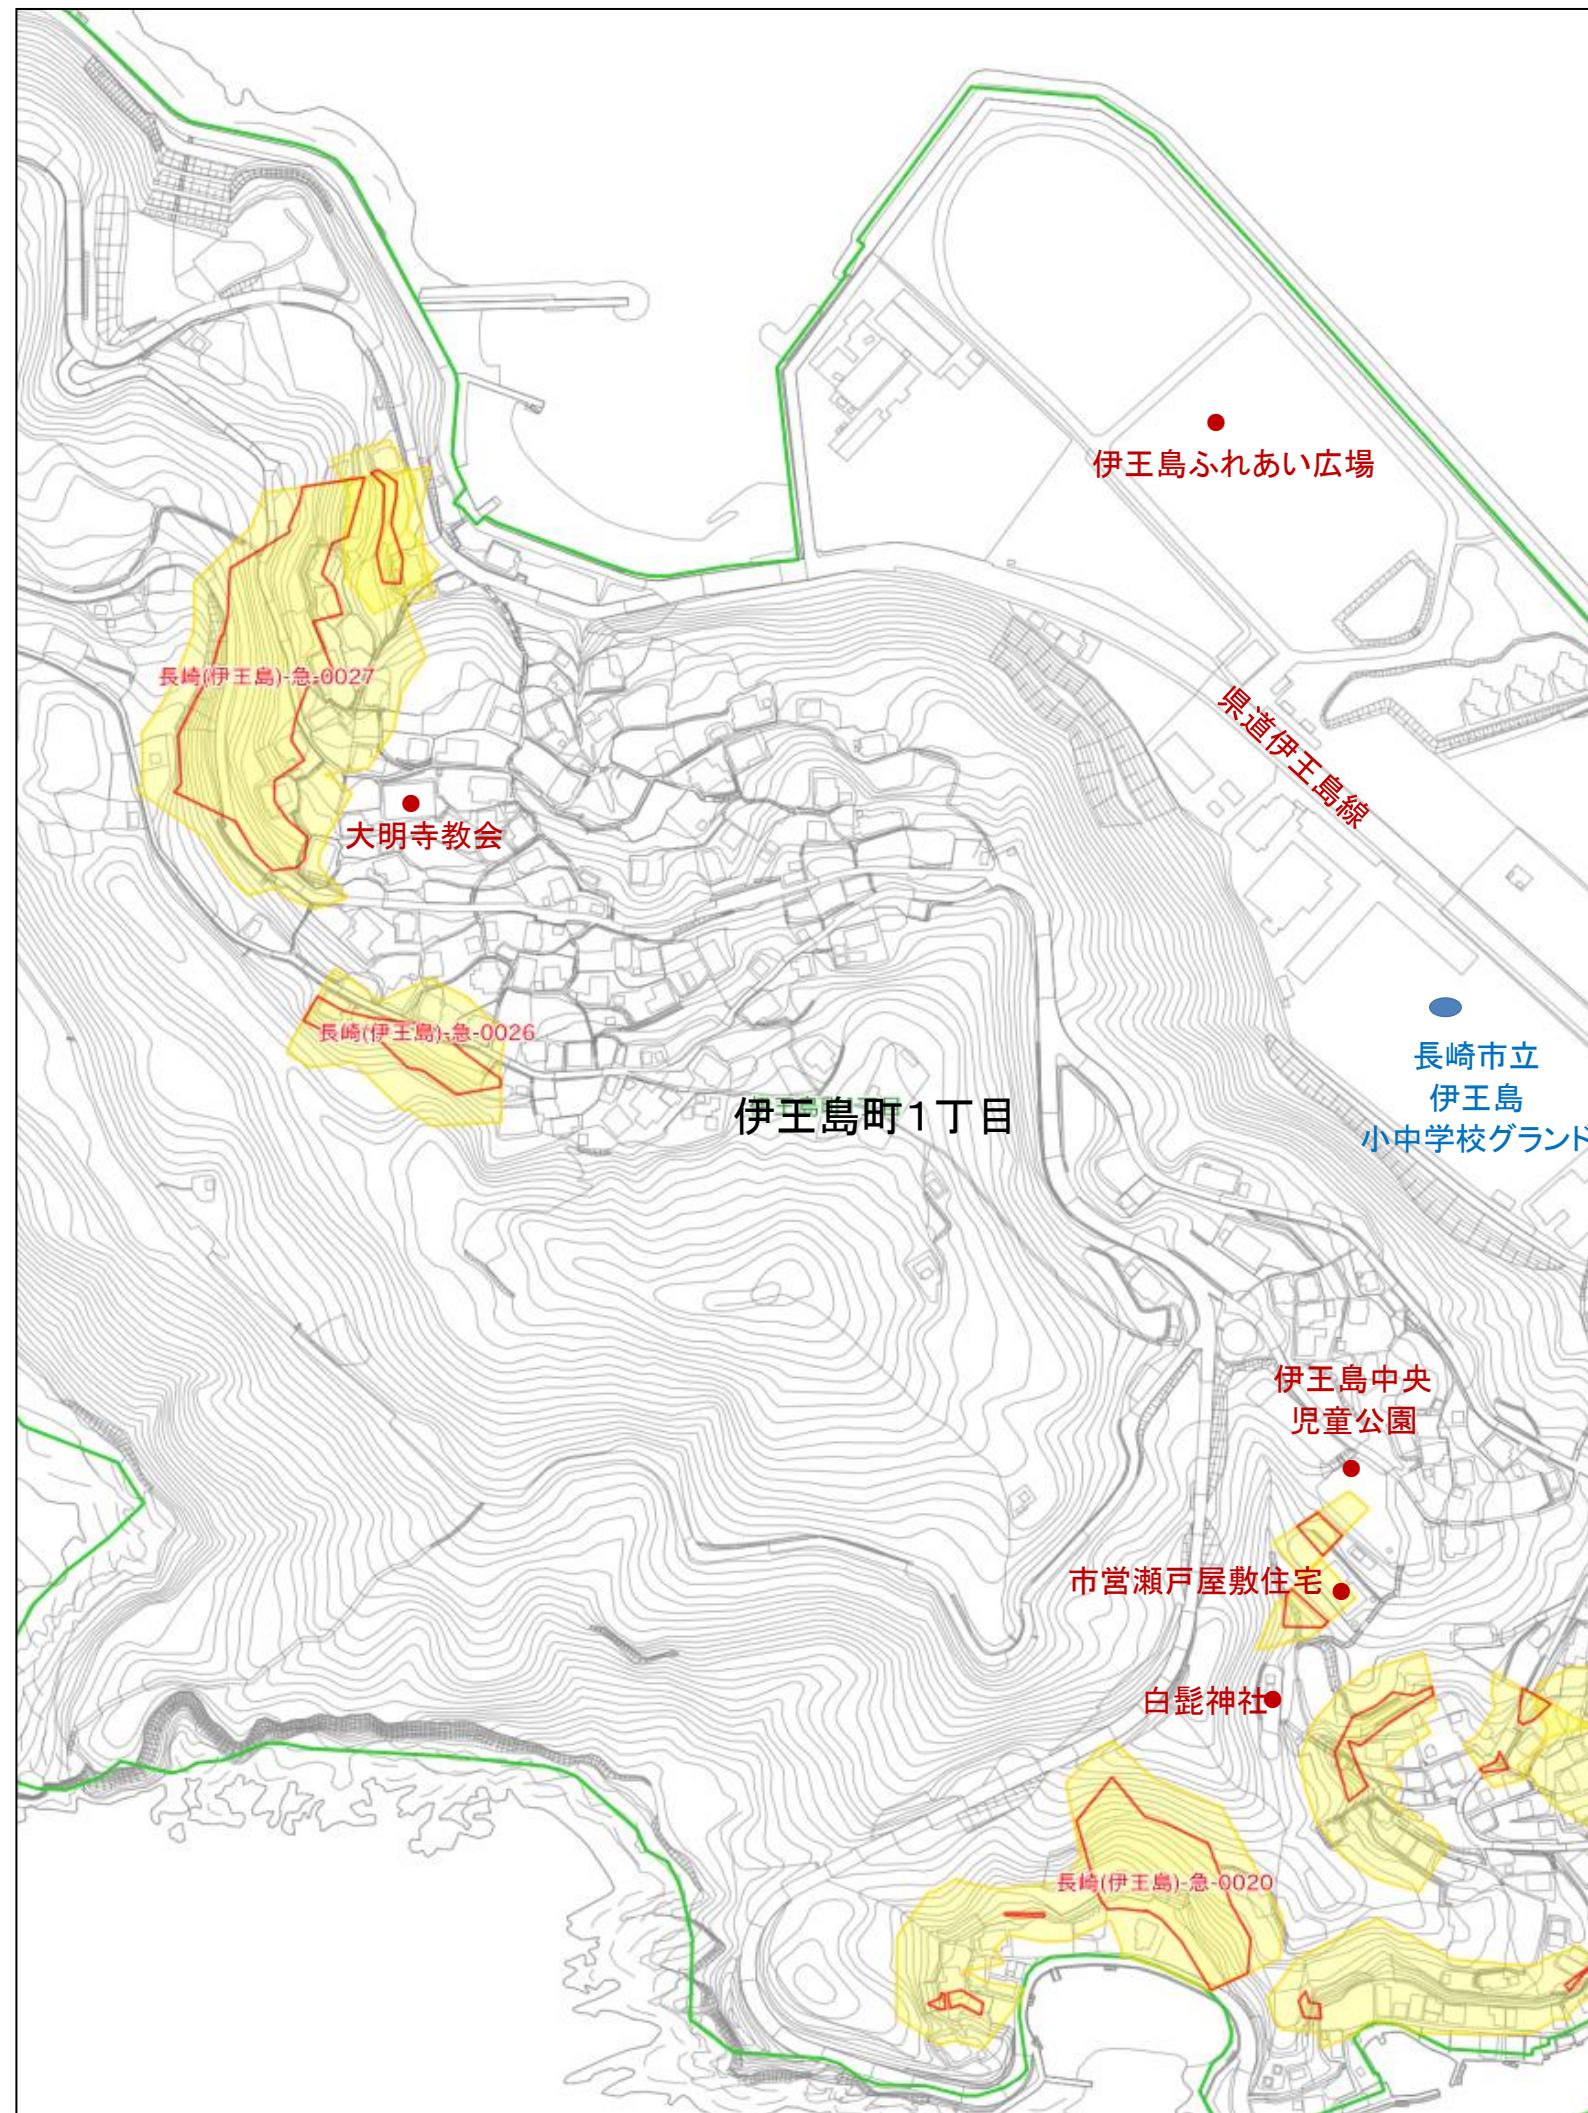 伊王島ふれあい広場
長崎(伊王島)-急-0027
県道伊王島線
大明寺教会
長崎(伊王島)-急-0026
長崎市立
伊王島
小中学校グランド
伊王島町1丁目
伊王島中央
児童公園
市営瀬戸屋敷住宅
白髭神社
長崎(伊王島)-急-0020